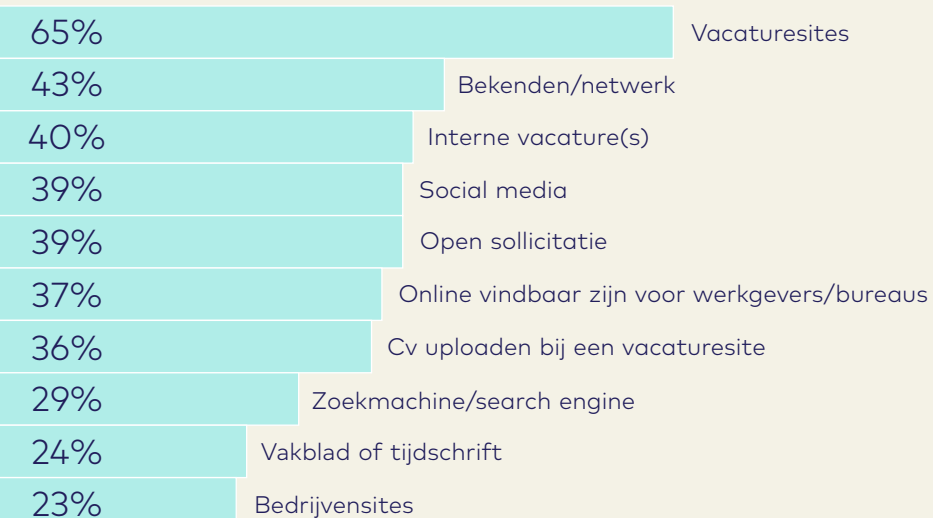 65% Vacaturesites
43% Bekenden/netwerk
40% Interne vacature(s)
39% Social media
39% Open sollicitatie
37% Online vindbaar zijn voor werkgevers/bureaus
36% Cv uploaden bij een vacaturesite
29% Zoekmachine/search engine
24% Vakblad of tijdschrift
23% Bedrijvensites